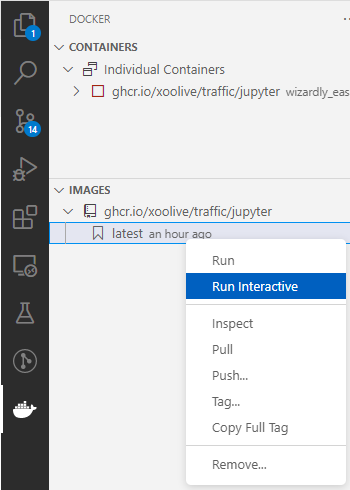 DOCKER
1
CONTAINERS
Individual Containers
ghcr.io/xoolive/traffic/jupyter wizardly_eas
14
IMAGES
ghcr.io/xoolive/traffic/jupyter
latest an hour ago
Run
Run Interactive
Inspect
Pull
Push...
Tag...
Copy Full Tag
Remove...